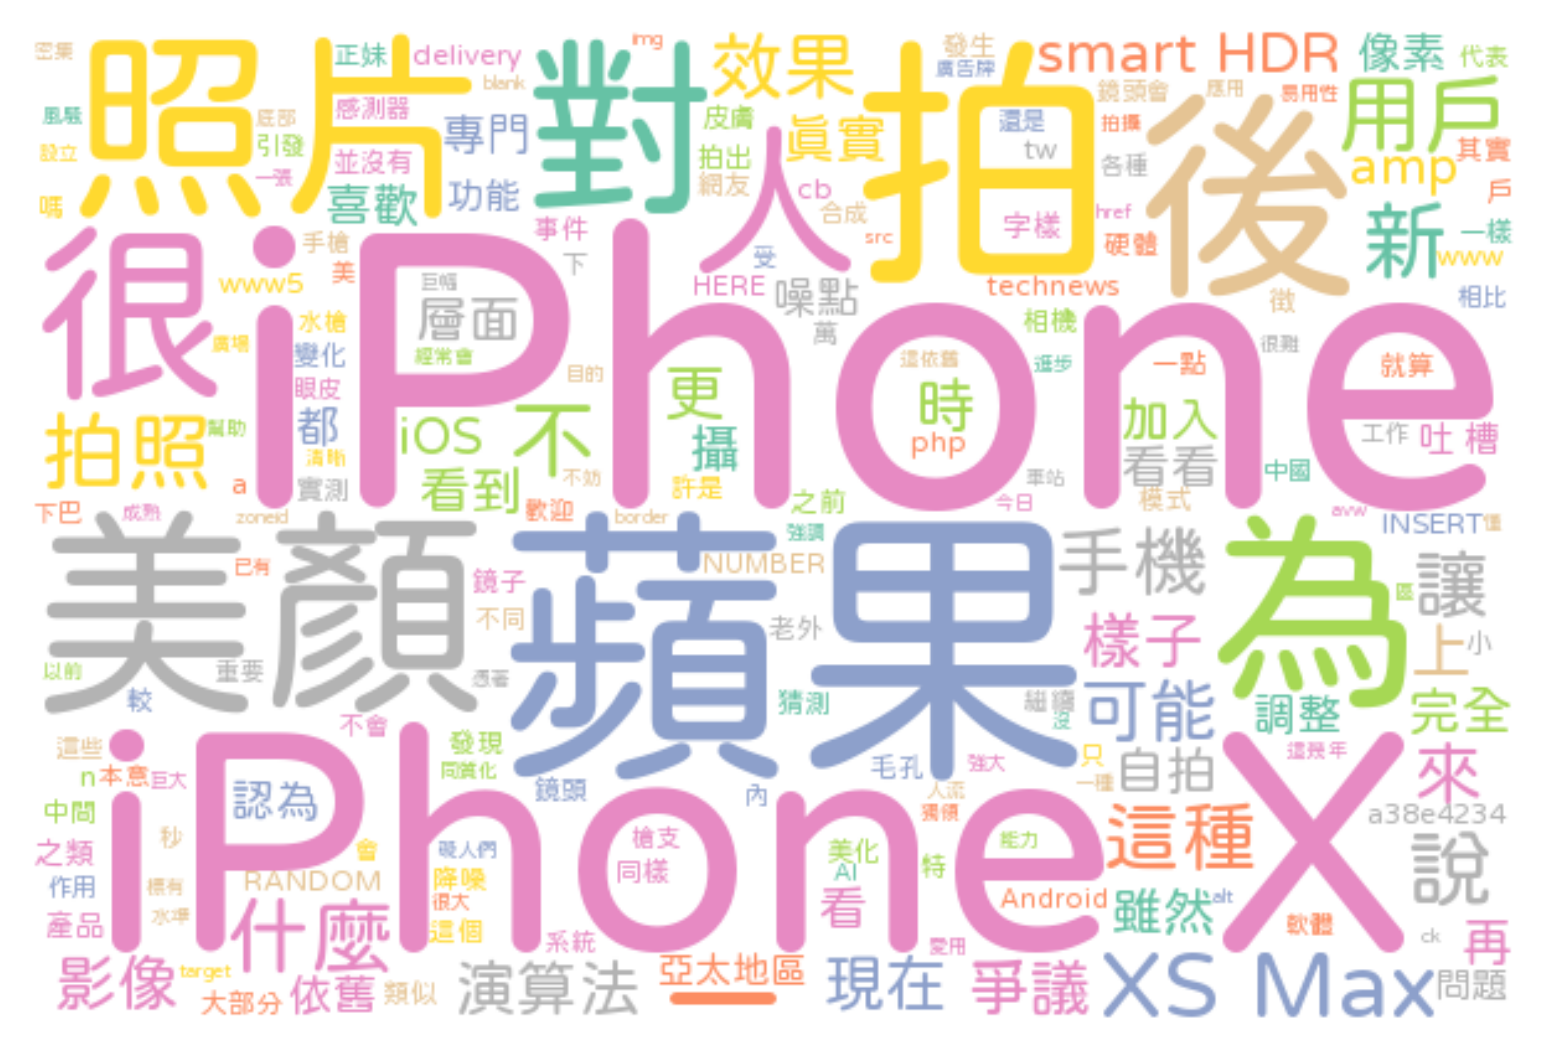 密集
正妹
delivery
img
效果
發生
smart HDR
像素
代表
照片
對
拍
廣告牌
blank
感測器
皮膚
鏡頭會
應用
易用性
用戶
風騷
底部
引發
專門
真實
還是
拍攝
後
設立
一張
並沒有
拍出
tw
各種
amp
其實
嗎
喜歡
功能
網友
人
cb
合成
字樣
href
戶
很
手槍
事件
src
硬體
新
一樣
www5
美
下
受
www
iPhone
巨幅
層面
HERE
噪點
technews
徵
相比
水槍
萬
相機
廣場
變化
經常會
這依舊
進步
一點
很難
就算
眼皮
目的
更
時
拍照
幫助
都
iOS
不
攝
php
加入
工作
吐槽
清晰
看到
不妨
看看
中國
a
實測
許是
車站
模式
下巴
成熟
zoneid
歡迎
border
之前
今日
avw
INSERT
懂
美顏
蘋果
強調
手機
為
已有
鏡子
NUMBER
讓
區
不同
老外
樣子
上
小
以前
重要
憑著
較
猜測
繼續
沒
可能
調整
完全
不會
這些
發現
這幾年
n
本意
巨大
同質化
毛孔
強大
只
自拍
來
iPhone
X
認為
鏡頭
內
人流
一種
中間
獨領
這種
a38e4234
秒
槍支
能力
之類
會
礙人們
美化
說
同樣
AI
特
作用
標有
RANDOM
降噪
看
Android
雖然
alt
水準
很大
產品
什麼
這個
系統
愛用
軟體
ck
再
影像
target
亞太地區
大部分
依舊
類似
演算法
一
現在
爭議
XS Max
問題